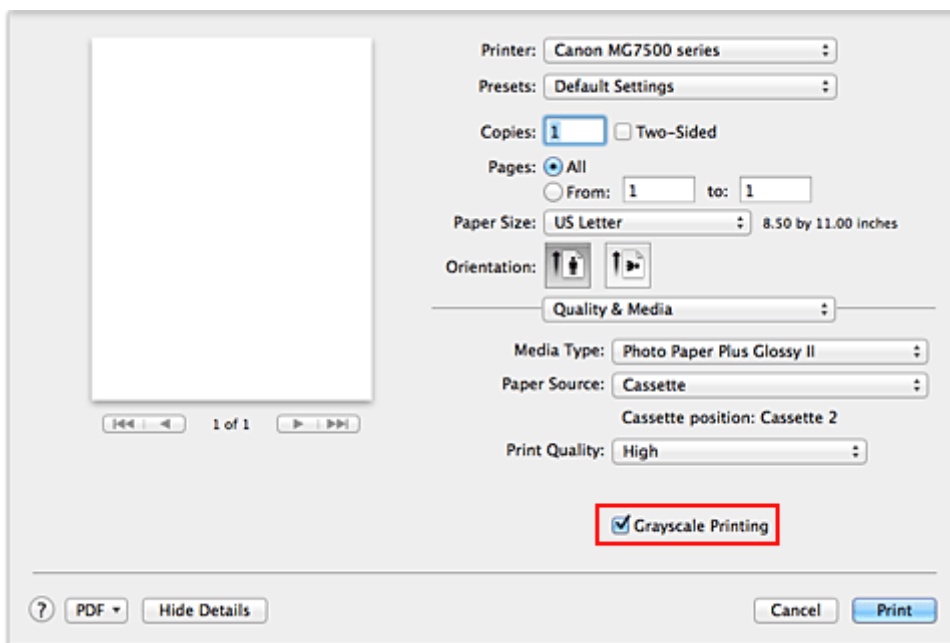 Printer: Canon MG7500 series
Presets: Default Settings
Copies: 1 Two-Sided
Pages: All
From: 1 to: 1
Paper Size: US Letter 8.50 by 11.00 inches
Orientation:
Quality & Media
Media Type: Photo Paper Plus Glossy II
Paper Source: Cassette
Cassette position: Cassette 2
1 of 1
Print Quality: High
Grayscale Printing
? PDF Hide Details Cancel Print